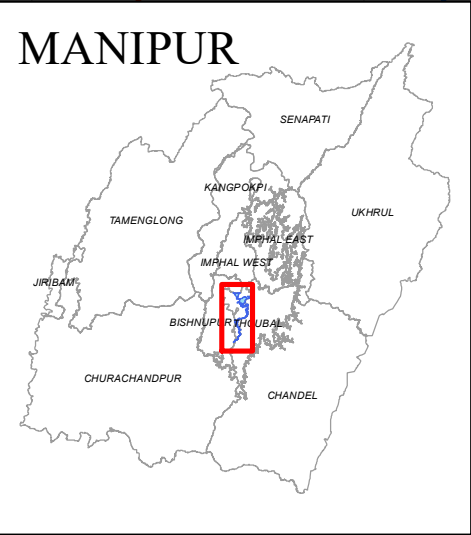 MANIPUR
SENAPATI
KANGPOKPI
UKHRUL
TAMENGLONG
IMPHAL EAST
IMPHAL WEST
JIRIBAM
BISHNUPUR
THOUBAL
CHURACHANDPUR
CHANDEL